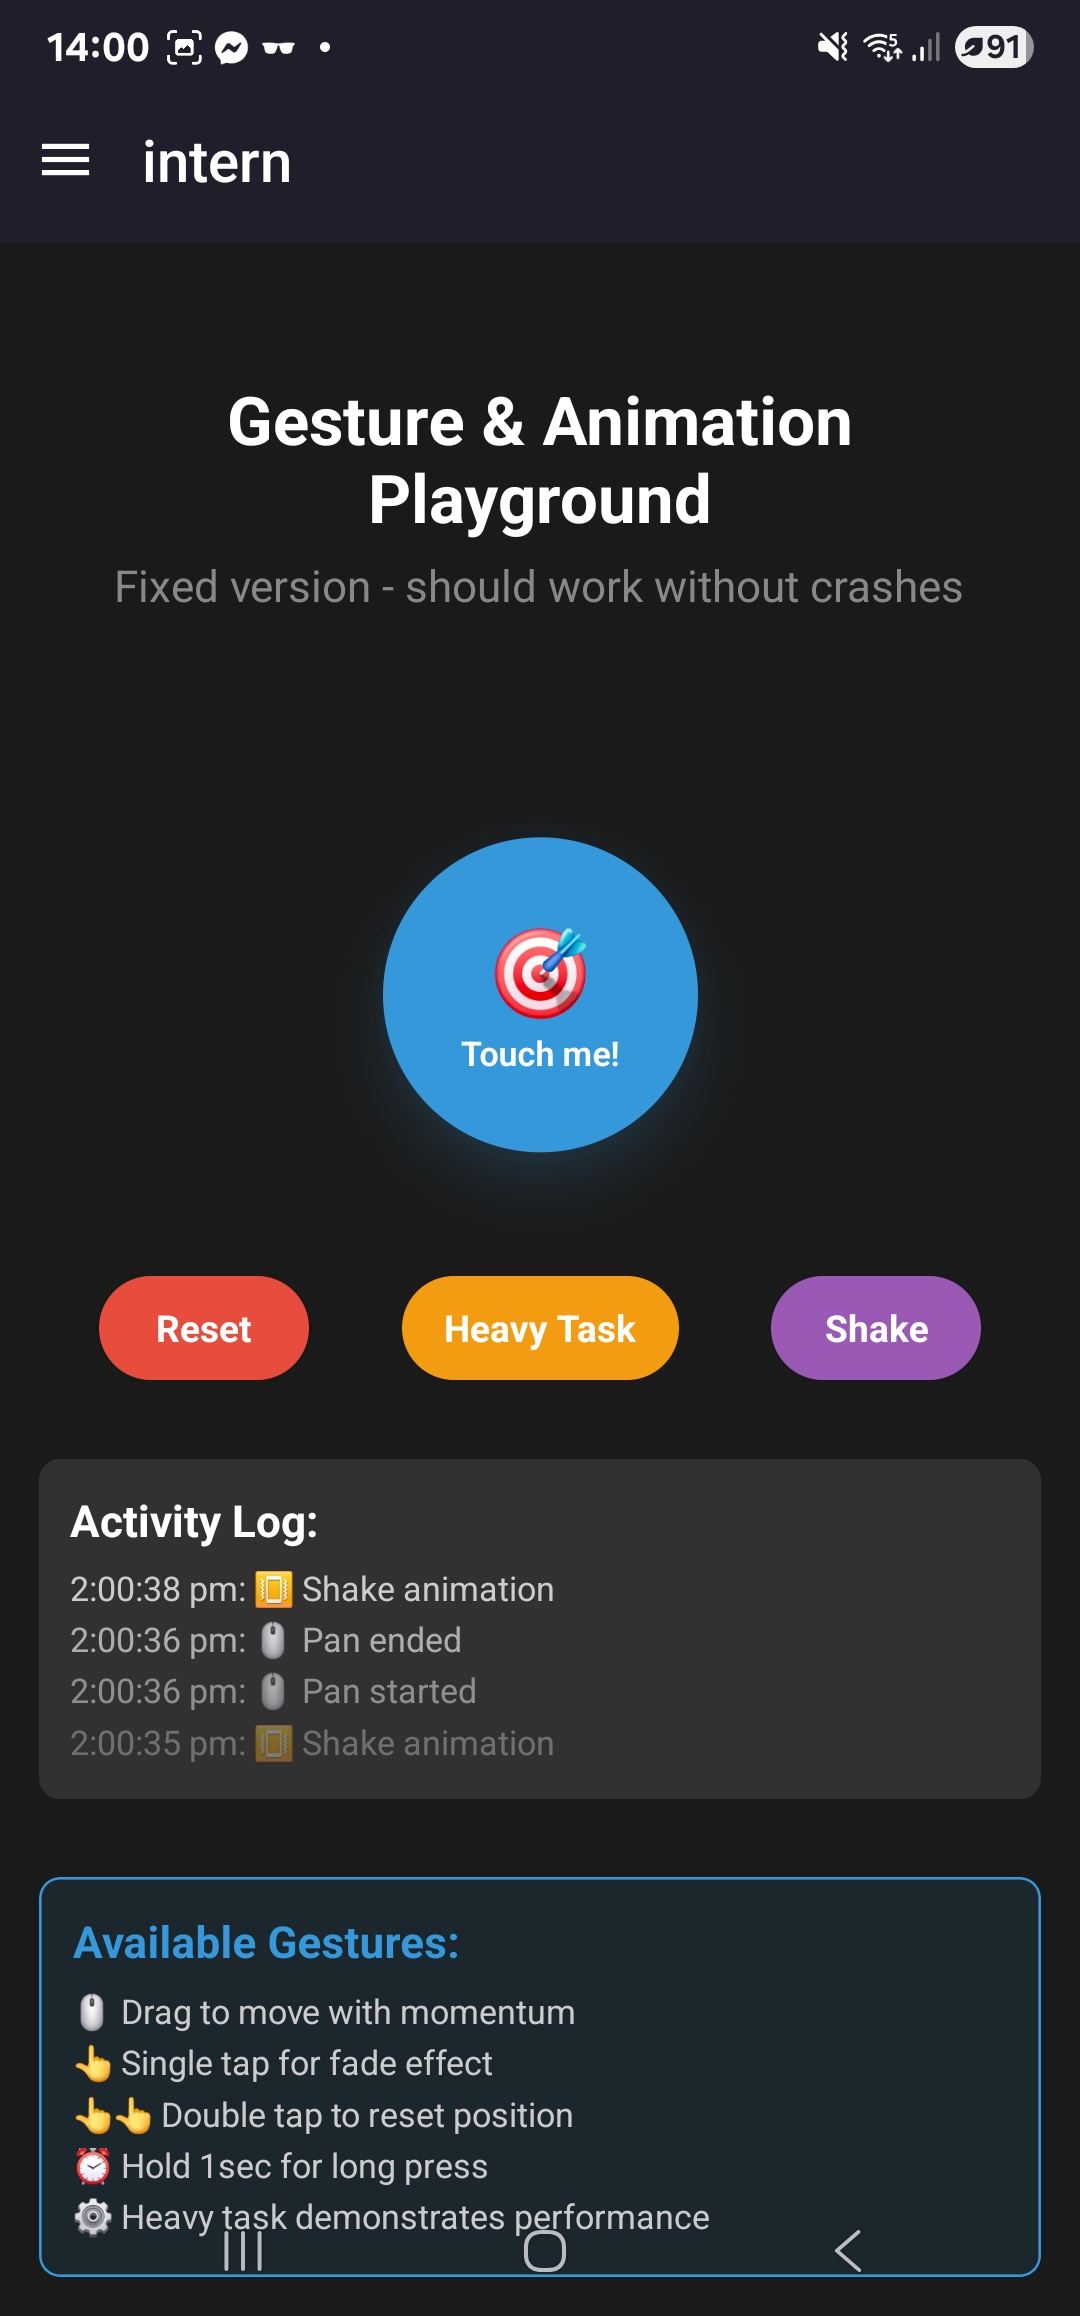 14:00
5
91
intern
Gesture & Animation
Playground
Fixed version - should work without crashes
Touch me!
Reset
Heavy Task
Shake
Activity Log:
2:00:38 pm: 📳 Shake animation
2:00:36 pm: 🖱️ Pan ended
2:00:36 pm: 🖱️ Pan started
2:00:35 pm: 📳 Shake animation
Available Gestures:
🖱️ Drag to move with momentum
👆 Single tap for fade effect
👆👆 Double tap to reset position
⏰ Hold 1sec for long press
⚙️ Heavy task demonstrates performance